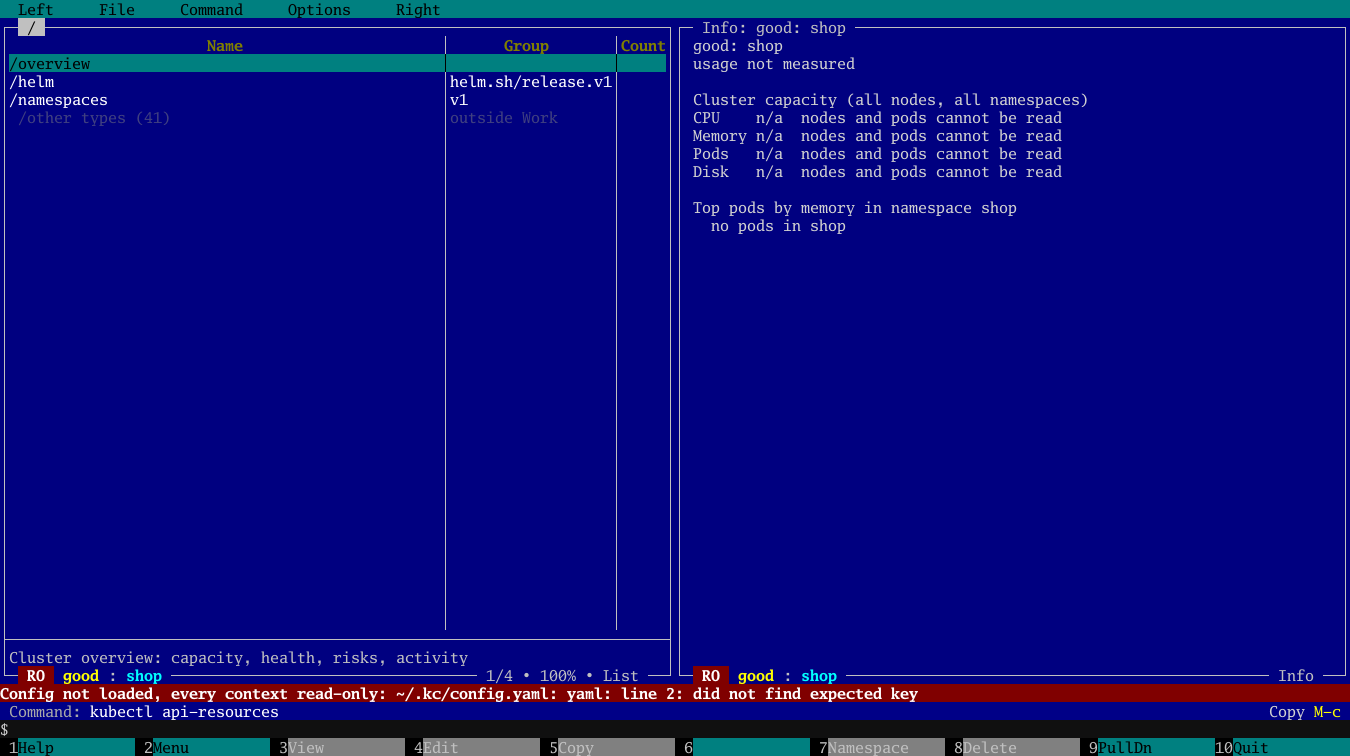 Left File Command Options Right
/ Info: good: shop
Name Group Count good: shop
/overview usage not measured
/helm helm.sh/release.v1
/namespaces v1 Cluster capacity (all nodes, all namespaces)
/other types (41) outside Work CPU n/a nodes and pods cannot be read
Memory n/a nodes and pods cannot be read
Pods n/a nodes and pods cannot be read
Disk n/a nodes and pods cannot be read
Top pods by memory in namespace shop
no pods in shop
Cluster overview: capacity, health, risks, activity
RO good : shop 1/4 • 100% • List RO good : shop Info
Config not loaded, every context read-only: ~/.kc/config.yaml: yaml: line 2: did not find expected key
Command: kubectl api-resources Copy M-c
$
1Help 2Menu 3View 4Edit 5Copy 6 7Namespace 8Delete 9PullDn 10Quit